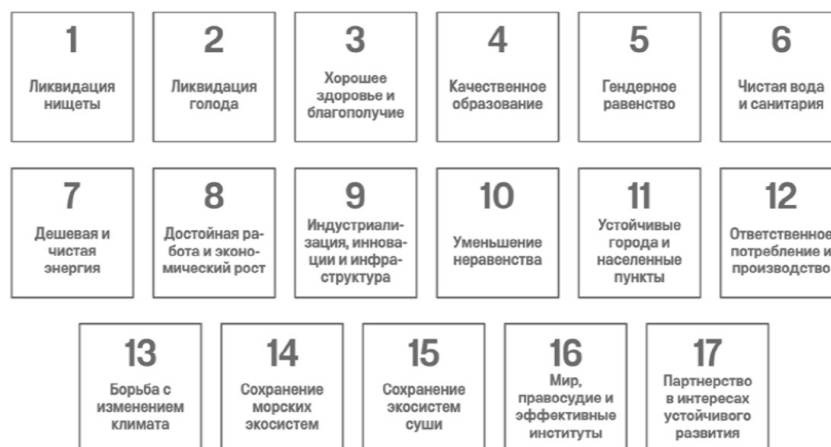 1
Ликвидация
нищеты
2
Ликвидация
голода
3
Хорошее
здоровье и
благополучие
4
Качественное
образование
5
Гендерное
равенство
6
Чистая вода
и санитария
7
Дешевая и
чистая
энергия
8
Достойная ра-
бота и эконо-
мический рост
9
Индустриали-
зация, иннова-
ции и инфра-
структура
10
Уменьшение
неравенства
11
Устойчивые
города и
населенные
пункты
12
Ответственное
потребление и
производство
13
Борьба с
изменением
климата
14
Сохранение
морских
экосистем
15
Сохранение
экосистем
суши
16
Мир,
правосудие и
эффективные
институты
17
Партнерство
в интересах
устойчивого
развития